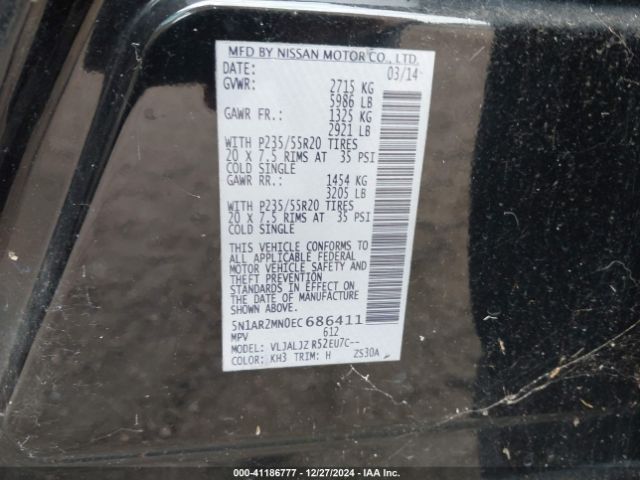 MFD BY NISSAN MOTOR CO., LTD.
DATE: 03/14
GVWR: 2715 KG
5986 LB
GAWR FR.: 1325 KG
2921 LB
WITH P235/55R20 TIRES
20 X 7.5 RIMS AT 35 PSI
COLD SINGLE
GAWR RR.: 1454 KG
3205 LB
WITH P235/55R20 TIRES
20 X 7.5 RIMS AT 35 PSI
COLD SINGLE
THIS VEHICLE CONFORMS TO
ALL APPLICABLE FEDERAL
MOTOR VEHICLE SAFETY AND
THEFT PREVENTION
STANDARDS IN EFFECT ON
THE DATE OF MANUFACTURE
SHOWN ABOVE.
5N1AR2MN0EC686411
MPV 612
MODEL: VLJALJZ R52EU7C--
COLOR: KH3 TRIM: H ZS30A
000-41186777 - 12/27/2024 - IAA Inc.